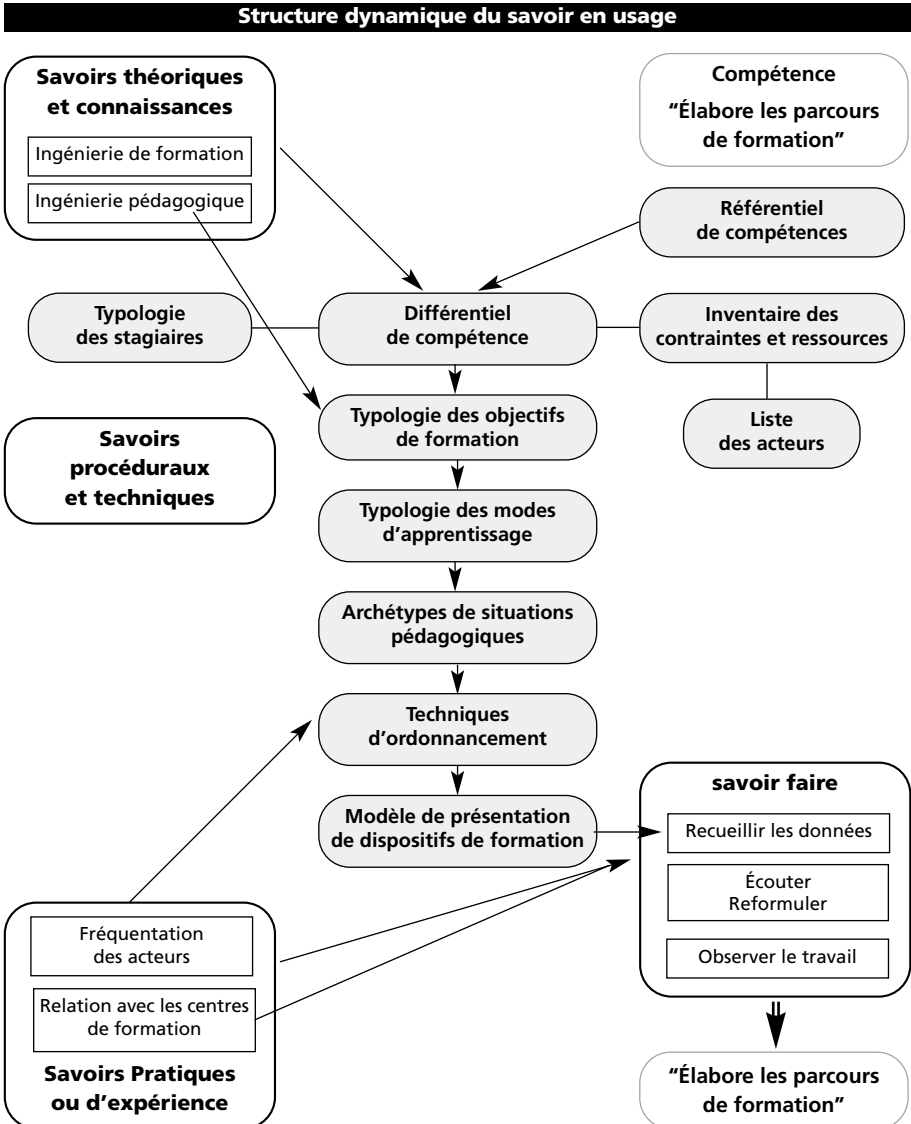 Structure dynamique du savoir en usage
Savoirs théoriques
et connaissances
Ingénierie de formation
Ingénierie pédagogique
Compétence
“Élabore les parcours
de formation”
Référentiel
de compétences
Typologie
des stagiaires
Différentiel
de compétence
Inventaire des
contraintes et ressources
Liste
des acteurs
Savoirs
procéduraux
et techniques
Typologie des objectifs
de formation
Typologie des modes
d’apprentissage
Archétypes de situations
pédagogiques
Techniques
d’ordonnancement
Modèle de présentation
de dispositifs de formation
savoir faire
Recueillir les données
Écouter
Reformuler
Observer le travail
Fréquentation
des acteurs
Relation avec les centres
de formation
Savoirs Pratiques
ou d’expérience
“Élabore les parcours
de formation”